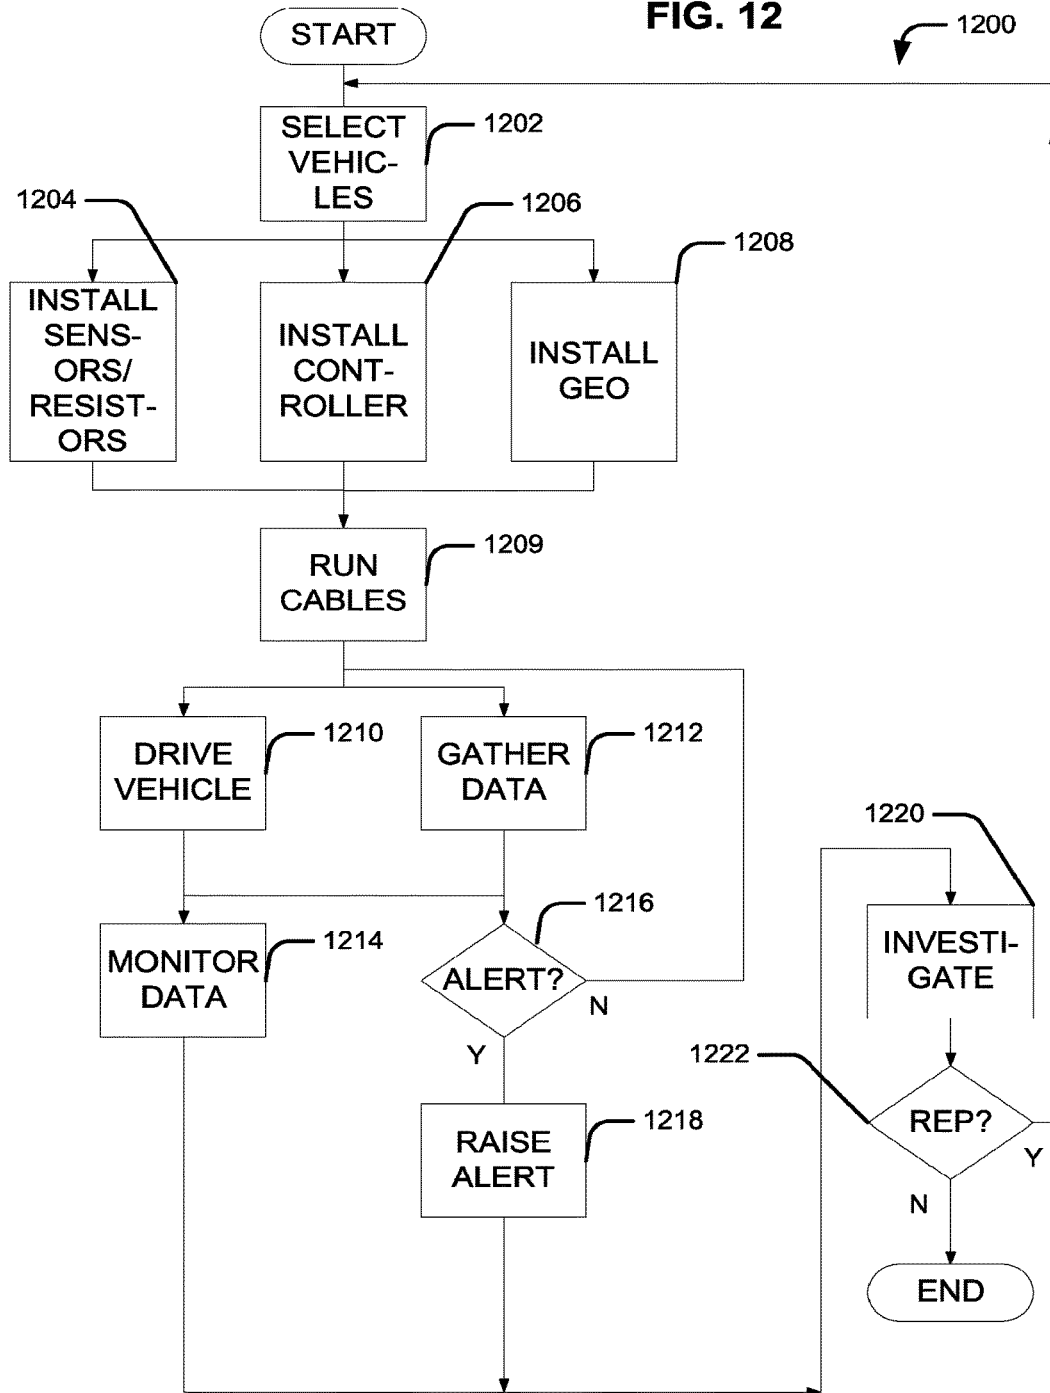 FIG. 12
START
1200
SELECT
VEHIC-
LES
1202
1204
1206
1208
INSTALL
SENS-
ORS/
RESIST-
ORS
INSTALL
CONT-
ROLLER
INSTALL
GEO
RUN
CABLES
1209
DRIVE
VEHICLE
1210
GATHER
DATA
1212
MONITOR
DATA
1214
ALERT?
1216
N
Y
RAISE
ALERT
1218
1220
INVESTI-
GATE
1222
REP?
Y
N
END